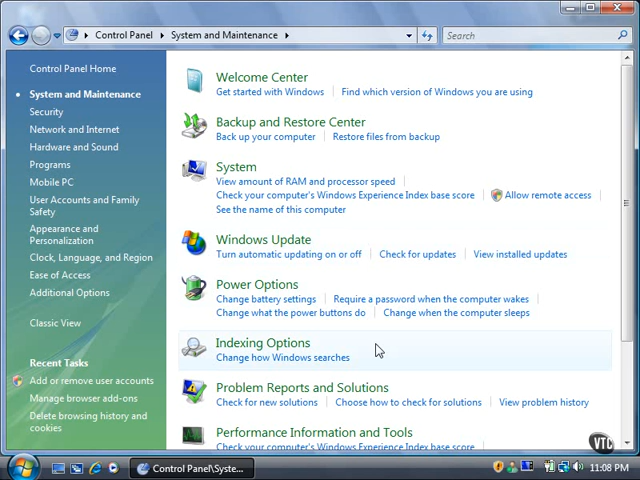 Control Panel
System and Maintenance
Search
Control Panel Home
System and Maintenance
Security
Network and Internet
Hardware and Sound
Programs
Mobile PC
User Accounts and Family
Safety
Appearance and
Personalization
Clock, Language, and Region
Ease of Access
Additional Options
Classic View
Recent Tasks
Add or remove user accounts
Manage browser add-ons
Delete browsing history and
cookies
Welcome Center
Get started with Windows
Find which version of Windows you are using
Backup and Restore Center
Back up your computer
Restore files from backup
System
View amount of RAM and processor speed
Check your computer's Windows Experience Index base score
Allow remote access
See the name of this computer
Windows Update
Turn automatic updating on or off
Check for updates
View installed updates
Power Options
Change battery settings
Require a password when the computer wakes
Change what the power buttons do
Change when the computer sleeps
Indexing Options
Change how Windows searches
Problem Reports and Solutions
Check for new solutions
Choose how to check for solutions
View problem history
Performance Information and Tools
Check your computer's Windows Experience Index base score
VTC
Control Panel\Syste...
11:08 PM